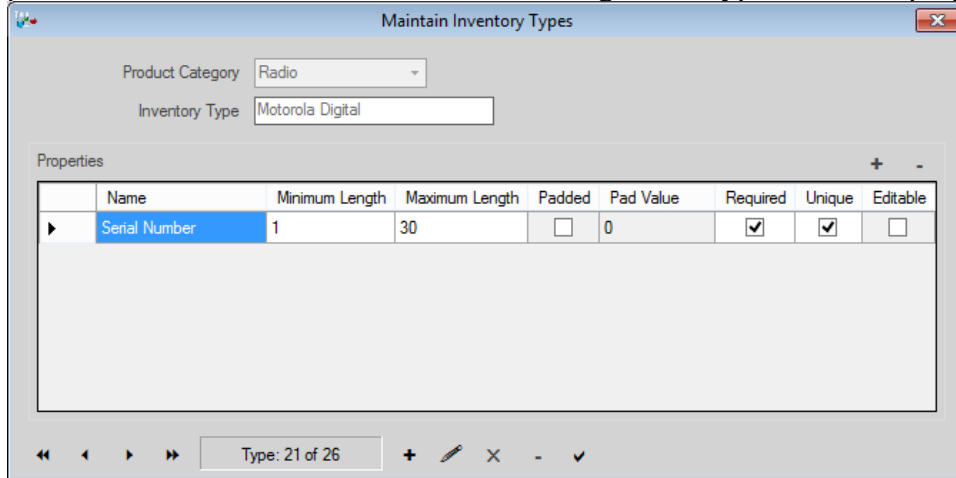 Maintain Inventory Types
Product Category Radio
Inventory Type Motorola Digital
Properties + -
Name Minimum Length Maximum Length Padded Pad Value Required Unique Editable
Serial Number 1 30 0
Type: 21 of 26 + x -